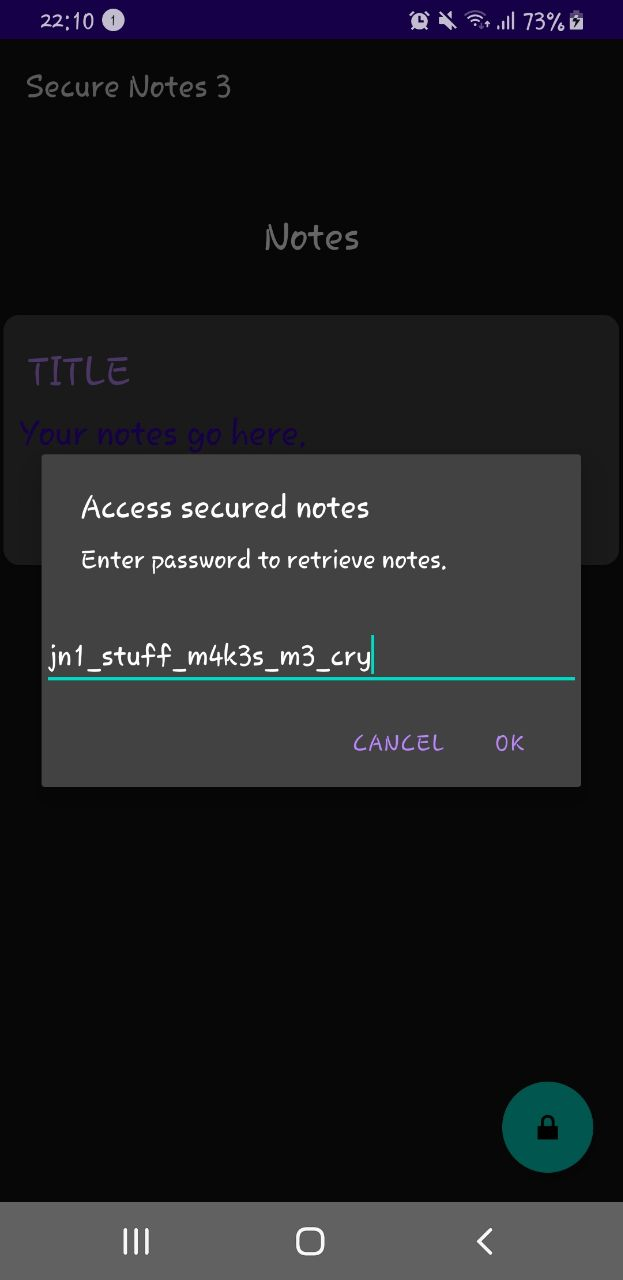 22:10 1 73%
Secure Notes 3
Notes
TITLE
Your notes go here.
Access secured notes
Enter password to retrieve notes.
jn1_stuff_m4k3s_m3_cry
CANCEL OK